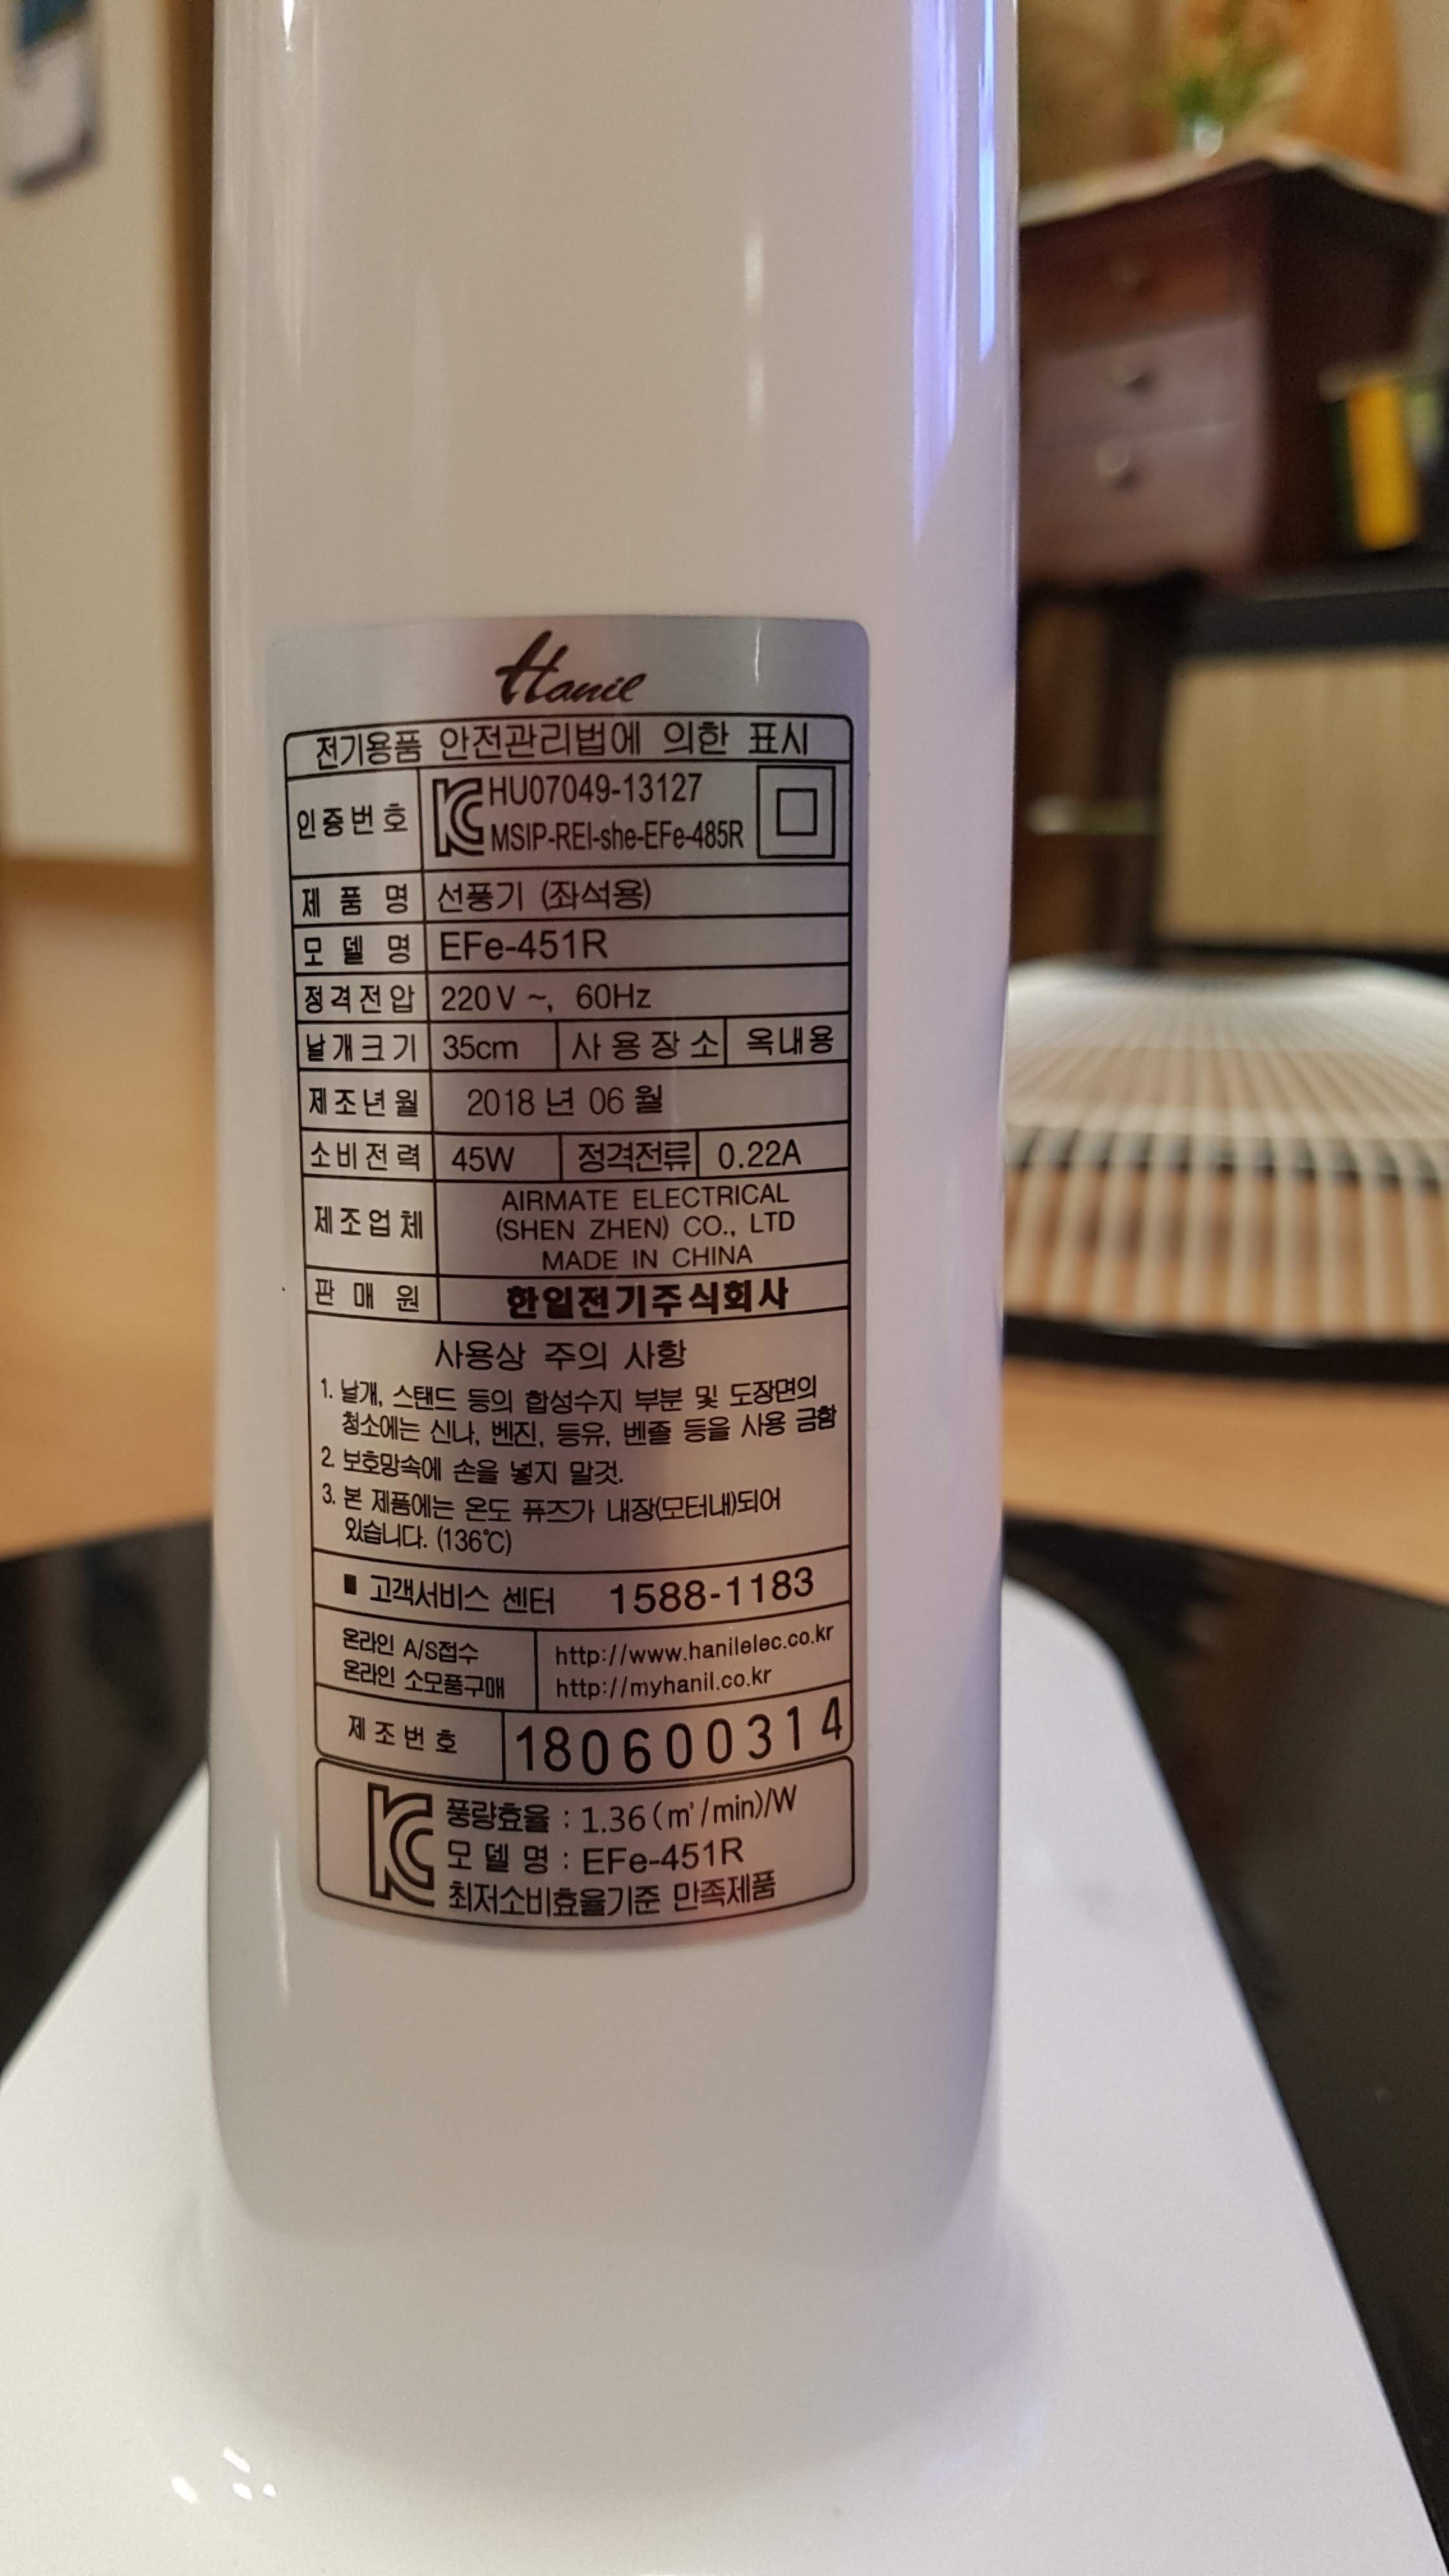 Hanil
전기용품 안전관리법에 의한 표시
인증번호 KC HU07049-13127
MSIP-REI-she-EFe-485R
제품명 선풍기 (좌석용)
모델명 EFe-451R
정격전압 220V ~, 60Hz
날개크기 35cm 사용장소 옥내용
제조년월 2018년 06월
소비전력 45W 정격전류 0.22A
제조업체 AIRMATE ELECTRICAL
(SHEN ZHEN) CO., LTD
MADE IN CHINA
판매원 한일전기주식회사
사용상 주의 사항
1. 날개, 스탠드 등의 합성수지 부분 및 도장면의
청소에는 신나, 벤진, 등유, 벤졸 등을 사용 금함
2. 보호망속에 손을 넣지 말것.
3. 본 제품에는 온도 퓨즈가 내장(모터내)되어
있습니다. (136℃)
■ 고객서비스 센터 1588-1183
온라인 A/S접수 http://www.hanilelec.co.kr
온라인 소모품구매 http://myhanil.co.kr
제조번호 180600314
KC 풍량효율 : 1.36(m³/min)/W
모델명 : EFe-451R
최저소비효율기준 만족제품